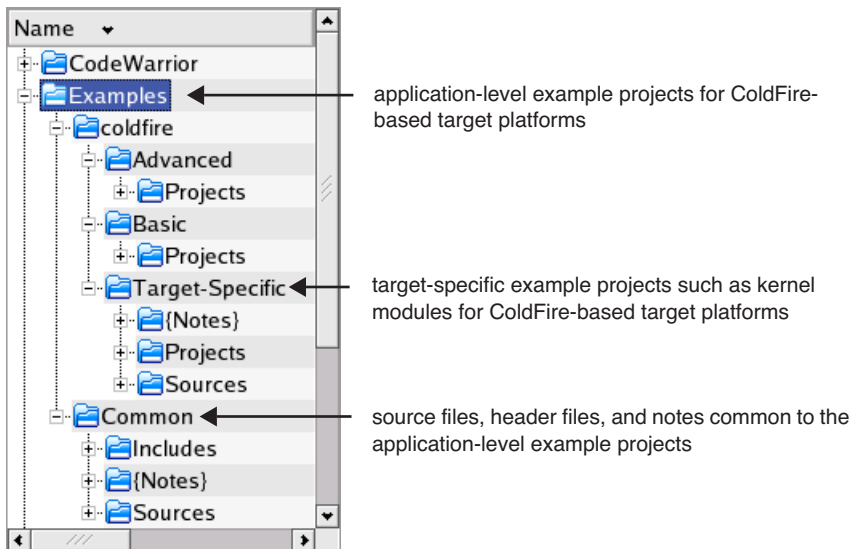 Name
CodeWarrior
Examples
application-level example projects for ColdFire-
based target platforms
coldfire
Advanced
Projects
Basic
Projects
Target-Specific
target-specific example projects such as kernel
modules for ColdFire-based target platforms
{Notes}
Projects
Sources
Common
source files, header files, and notes common to the
application-level example projects
Includes
{Notes}
Sources